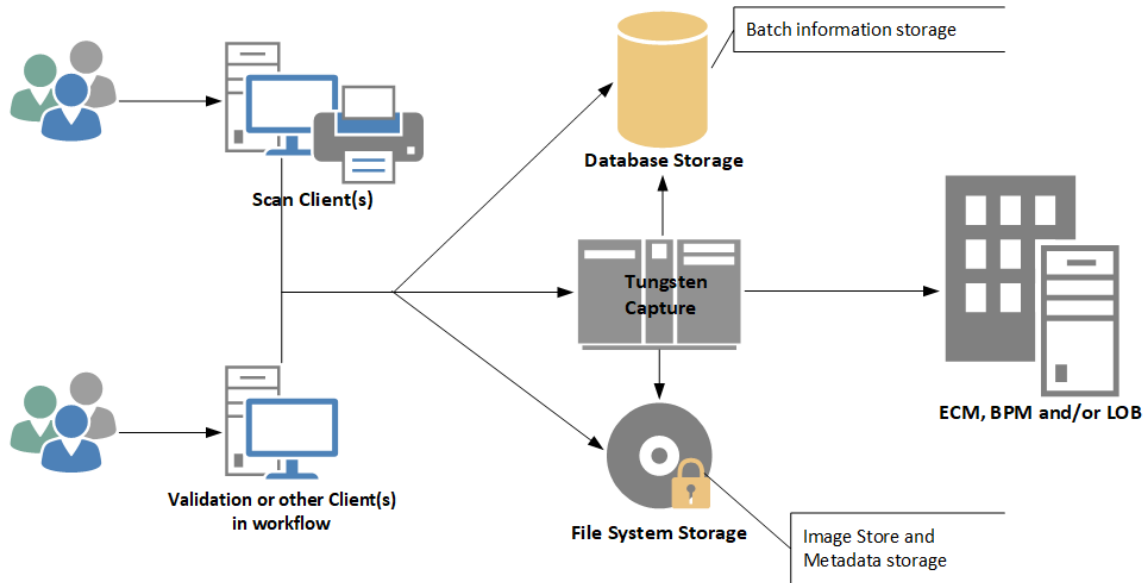 Batch information storage
Database Storage
Scan Client(s)
Tungsten
Capture
ECM, BPM and/or LOB
Validation or other Client(s)
in workflow
File System Storage
Image Store and
Metadata storage